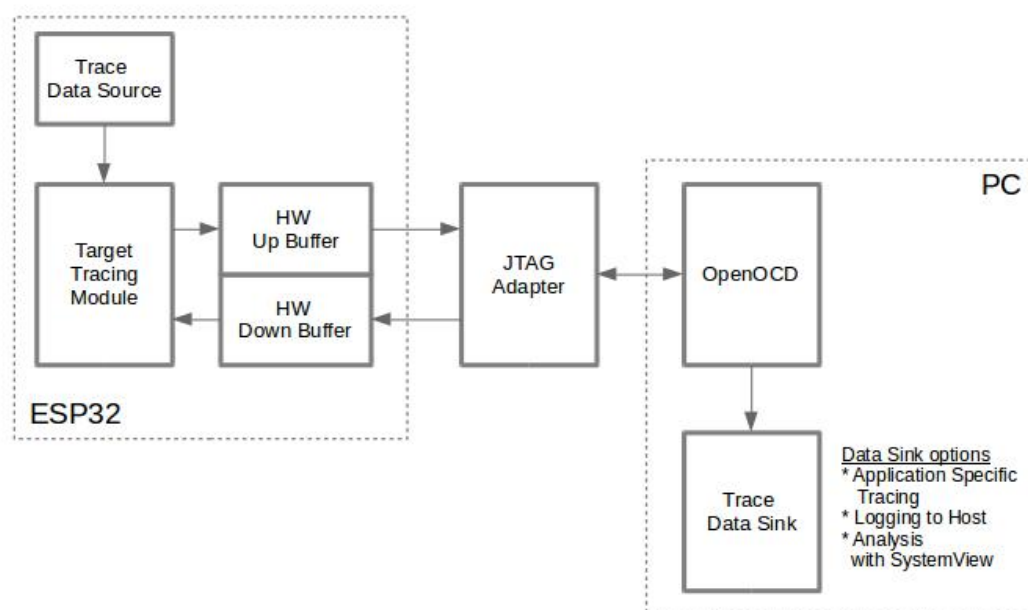 Trace
Data Source
Target
Tracing
Module
HW
Up Buffer
HW
Down Buffer
ESP32
JTAG
Adapter
PC
OpenOCD
Trace
Data Sink
Data Sink options
* Application Specific
Tracing
* Logging to Host
* Analysis
with SystemView